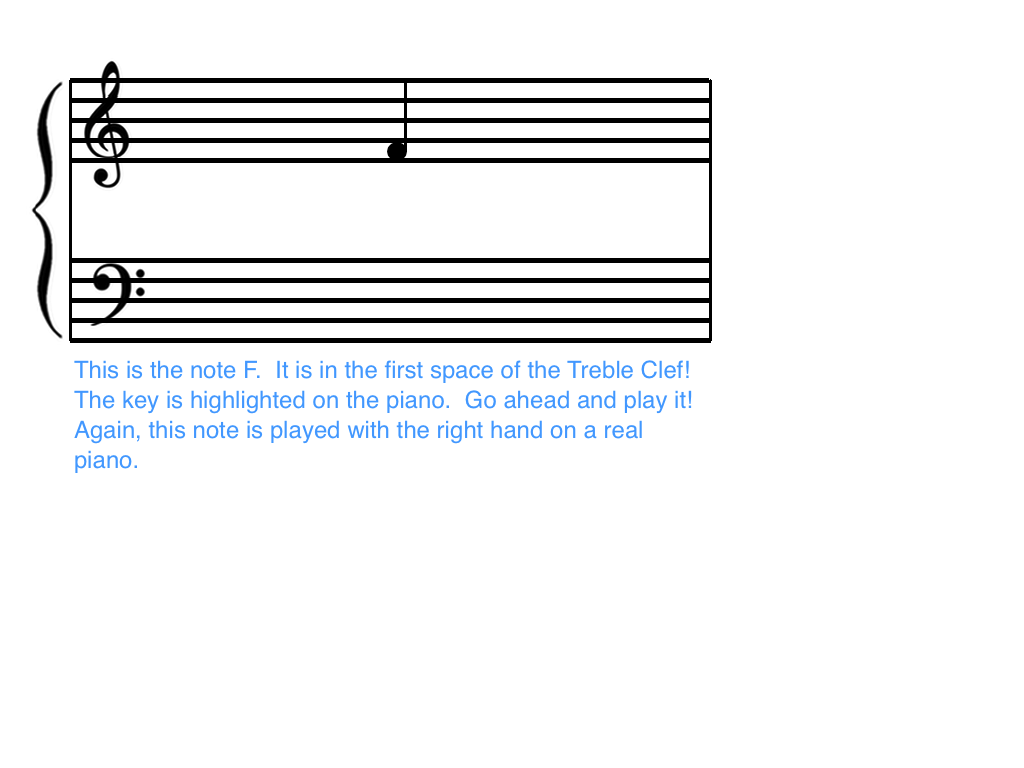 This is the note F.  It is in the first space of the Treble Clef!
The key is highlighted on the piano.  Go ahead and play it!
Again, this note is played with the right hand on a real
piano.